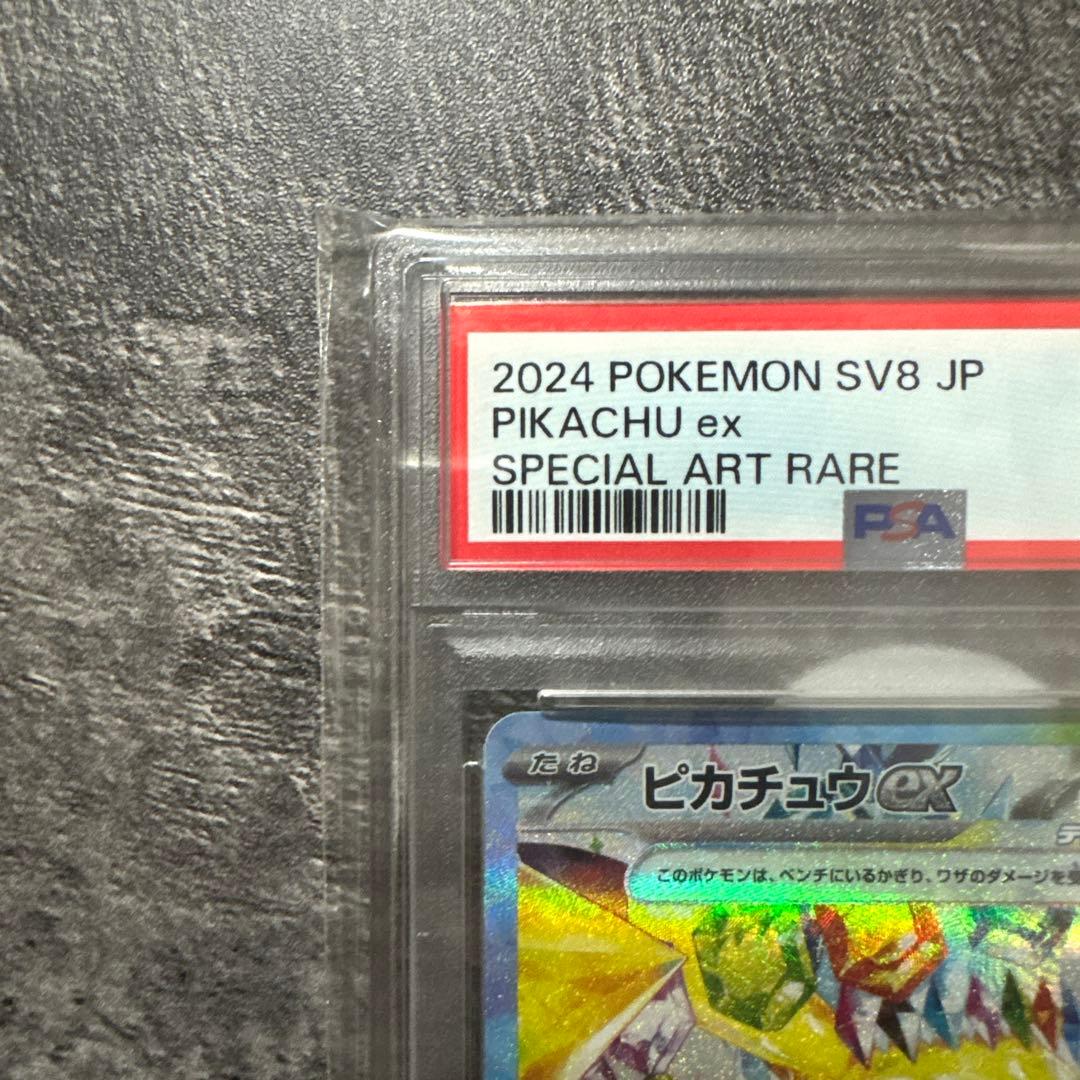 2024 POKEMON SV8 JP
PIKACHU ex
SPECIAL ART RARE
PSA
たね
ピカチュウex
テ
このポケモンは、ベンチにいるかぎり、ワザのダメージを受